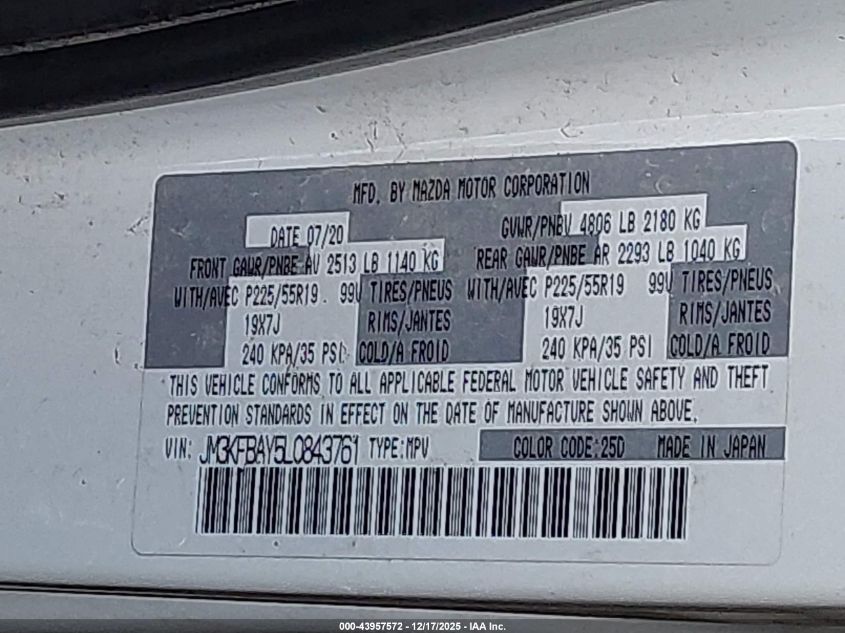 MFD. BY MAZDA MOTOR CORPORATION
DATE 07/20 GVWR/PNBV 4806 LB 2180 KG
FRONT GAWR/PNBE AV 2513 LB 1140 KG REAR GAWR/PNBE AR 2293 LB 1040 KG
WITH/AVEC P225/55R19 . 99V TIRES/PNEUS WITH/AVEC P225/55R19 99V TIRES/PNEUS
19X7J RIMS/JANTES 19X7J RIMS/JANTES
240 KPA/35 PSI COLD/A FROID 240 KPA/35 PSI COLD/A FROID
THIS VEHICLE CONFORMS TO ALL APPLICABLE FEDERAL MOTOR VEHICLE SAFETY AND THEFT
PREVENTION STANDARDS IN EFFECT ON THE DATE OF MANUFACTURE SHOWN ABOVE.
VIN: JM3KFBAY5L0843761 TYPE:MPV COLOR CODE:25D MADE IN JAPAN
000-43957572 - 12/17/2025 - IAA Inc.